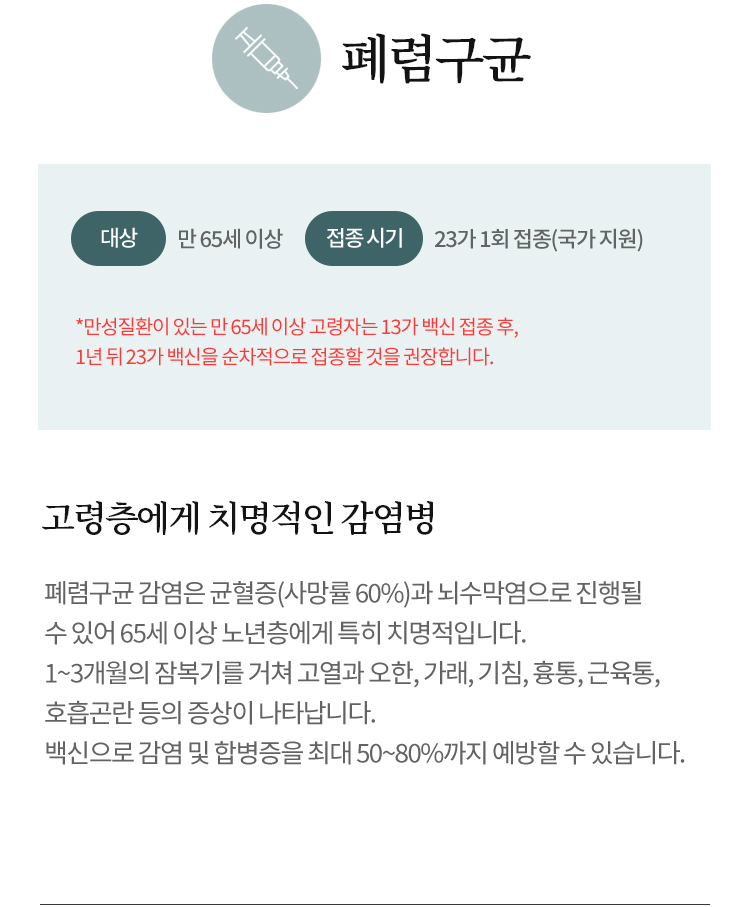 폐렴구균
대상 만 65세 이상 접종 시기 23가 1회 접종(국가 지원)
*만성질환이 있는 만 65세 이상 고령자는 13가 백신 접종 후,
1년 뒤 23가 백신을 순차적으로 접종할 것을 권장합니다.
고령층에게 치명적인 감염병
폐렴구균 감염은 균혈증(사망률 60%)과 뇌수막염으로 진행될
수 있어 65세 이상 노년층에게 특히 치명적입니다.
1~3개월의 잠복기를 거쳐 고열과 오한, 가래, 기침, 흉통, 근육통,
호흡곤란 등의 증상이 나타납니다.
백신으로 감염 및 합병증을 최대 50~80%까지 예방할 수 있습니다.